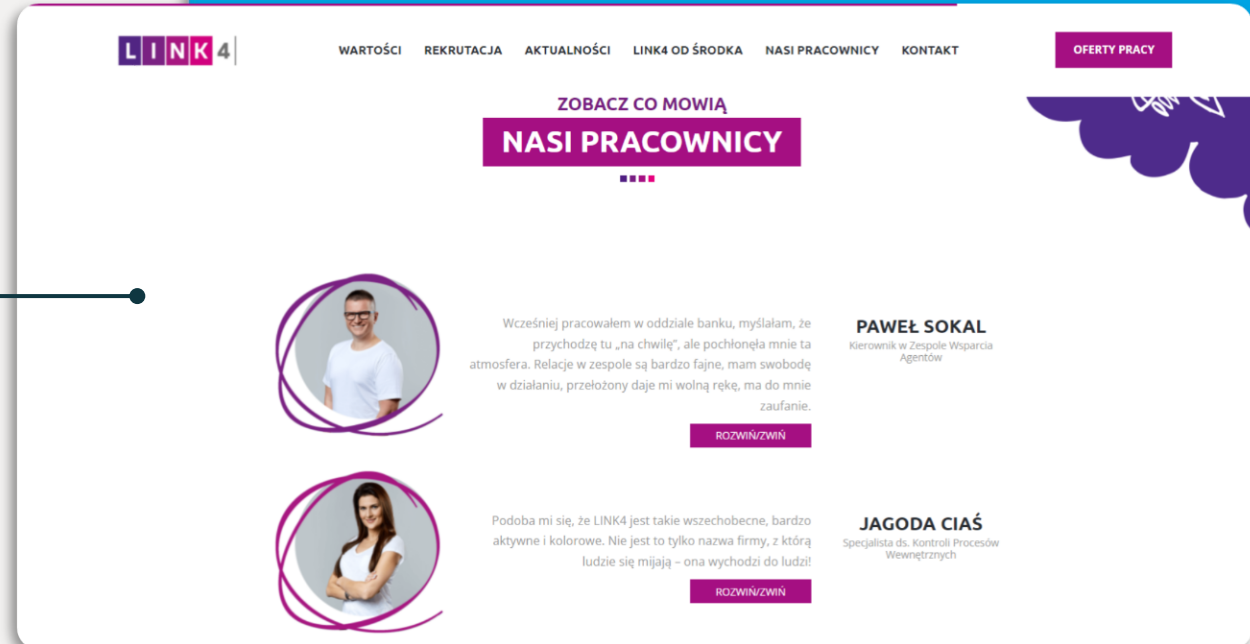 LINK4
WARTOŚCI REKRUTACJA AKTUALNOŚCI LINK4 OD ŚRODKA NASI PRACOWNICY KONTAKT
OFERTY PRACY
ZOBACZ CO MOWIĄ
NASI PRACOWNICY
Wcześniej pracowałem w oddziale banku, myślałam, że
przychodzę tu „na chwilę”, ale pochłonęła mnie ta
atmosfera. Relacje w zespole są bardzo fajne, mam swobodę
w działaniu, przełożony daje mi wolną rękę, ma do mnie
zaufanie.
ROZWIŃ/ZWIŃ
PAWEŁ SOKAL
Kierownik w Zespole Wsparcia
Agentów
Podoba mi się, że LINK4 jest takie wszechobecne, bardzo
aktywne i kolorowe. Nie jest to tylko nazwa firmy, z którą
ludzie się mijają – ona wychodzi do ludzi!
ROZWIŃ/ZWIŃ
JAGODA CIAŚ
Specjalista ds. Kontroli Procesów
Wewnętrznych